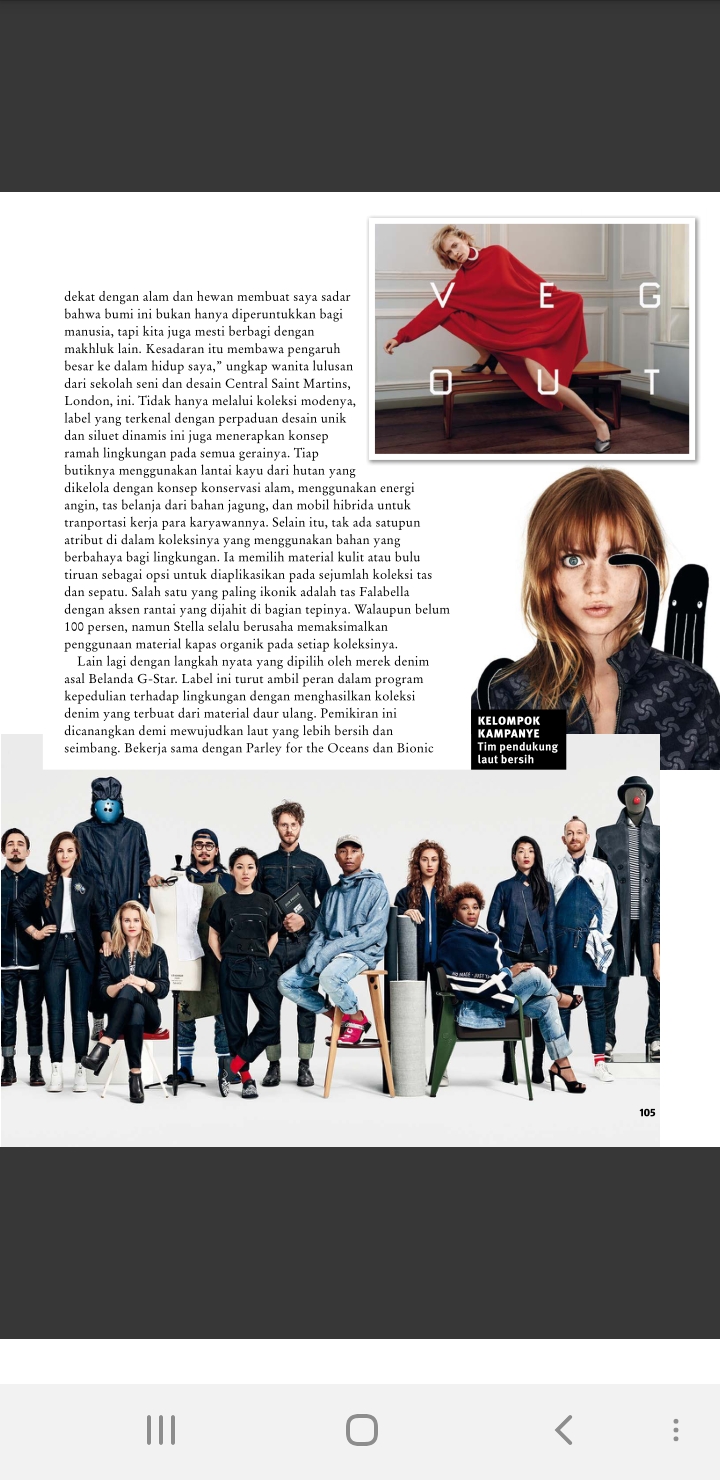 dekat dengan alam dan hewan membuat saya sadar
bahwa bumi ini bukan hanya diperuntukkan bagi
manusia, tapi kita juga mesti berbagi dengan
makhluk lain. Kesadaran itu membawa pengaruh
besar ke dalam hidup saya,” ungkap wanita lulusan
dari sekolah seni dan desain Central Saint Martins,
London, ini. Tidak hanya melalui koleksi modenya,
label yang terkenal dengan perpaduan desain unik
dan siluet dinamis ini juga menerapkan konsep
ramah lingkungan pada semua gerainya. Tiap
butiknya menggunakan lantai kayu dari hutan yang
dikelola dengan konsep konservasi alam, menggunakan energi
angin, tas belanja dari bahan jagung, dan mobil hibrida untuk
tranportasi kerja para karyawannya. Selain itu, tak ada satupun
atribut di dalam koleksinya yang menggunakan bahan yang
berbahaya bagi lingkungan. Ia memilih material kulit atau bulu
tiruan sebagai opsi untuk diaplikasikan pada sejumlah koleksi tas
dan sepatu. Salah satu yang paling ikonik adalah tas Falabella
dengan aksen rantai yang dijahit di bagian tepinya. Walaupun belum
100 persen, namun Stella selalu berusaha memaksimalkan
penggunaan material kapas organik pada setiap koleksinya.
Lain lagi dengan langkah nyata yang dipilih oleh merek denim
asal Belanda G-Star. Label ini turut ambil peran dalam program
kepedulian terhadap lingkungan dengan menghasilkan koleksi
denim yang terbuat dari material daur ulang. Pemikiran ini
dicanangkan demi mewujudkan laut yang lebih bersih dan
seimbang. Bekerja sama dengan Parley for the Oceans dan Bionic
V E G
O U T
KELOMPOK
KAMPANYE
Tim pendukung
laut bersih
105